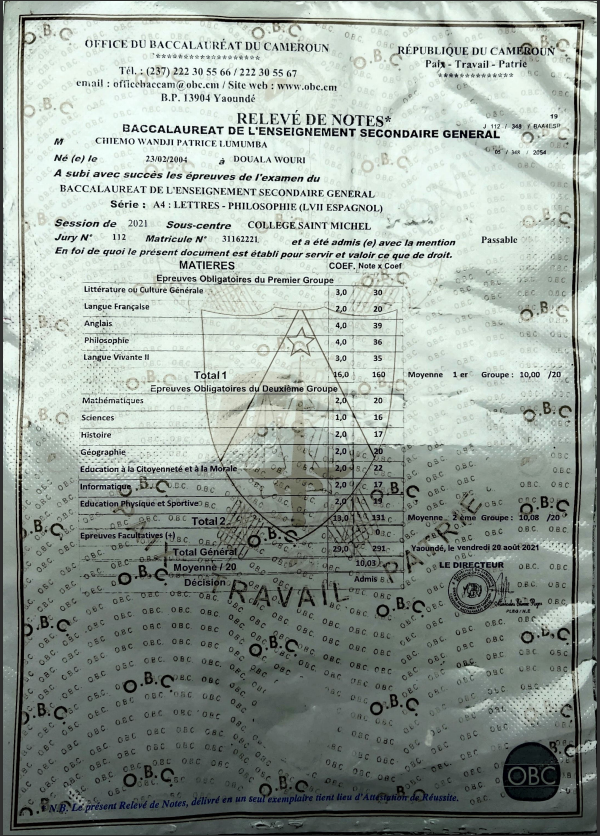 OFFICE DU BACCALAURÉAT DU CAMEROUN
*******************
Tél. : (237) 222 30 55 66 / 222 30 55 67
email : officebaccam@obc.cm / Site web : www.obc.cm
B.P. 13904 Yaoundé
RÉPUBLIQUE DU CAMEROUN
Paix - Travail - Patrie
**************
RELEVÉ DE NOTES*
19
BACCALAUREAT DE L'ENSEIGNEMENT SECONDAIRE GENERAL
M CHIEMO WANDJI PATRICE LUMUMBA
Né (e) le 23/02/2004 à DOUALA WOURI
A subi avec succès les épreuves de l'examen du
BACCALAUREAT DE L'ENSEIGNEMENT SECONDAIRE GENERAL
Série : A4 : LETTRES - PHILOSOPHIE (LVII ESPAGNOL)
Session de 2021 Sous-centre COLLEGE SAINT MICHEL
Jury N° 112 Matricule N° 31162221 et a été admis (e) avec la mention Passable
En foi de quoi le présent document est établi pour servir et valoir ce que de droit.
MATIERES COEF. Note x Coef
Epreuves Obligatoires du Premier Groupe
Littérature ou Culture Générale 3,0 30
Langue Française 2,0 20
Anglais 4,0 39
Philosophie 4,0 36
Langue Vivante II 3,0 35
Total 1 16,0 160 Moyenne 1 er Groupe : 10,00 /20
Epreuves Obligatoires du Deuxième Groupe
Mathématiques 2,0 20
Sciences 1,0 16
Histoire 2,0 17
Géographie 2,0 20
Education à la Citoyenneté et à la Morale 2,0 22
Informatique 2,0 17
Education Physique et Sportive 2,0
Total 2 13,0 131 Moyenne 2ème Groupe : 10,08 /20
Epreuves Facultatives (+) 0
Total Général 29,0 291 Yaoundé, le vendredi 20 août 2021
Moyenne / 20 10,03
Décision Admis
LE DIRECTEUR
TRAVAIL
PATRIE
O.B.C
OBC
N.B. Le présent Relevé de Notes, délivré en un seul exemplaire tient lieu d'Attestation de Réussite.